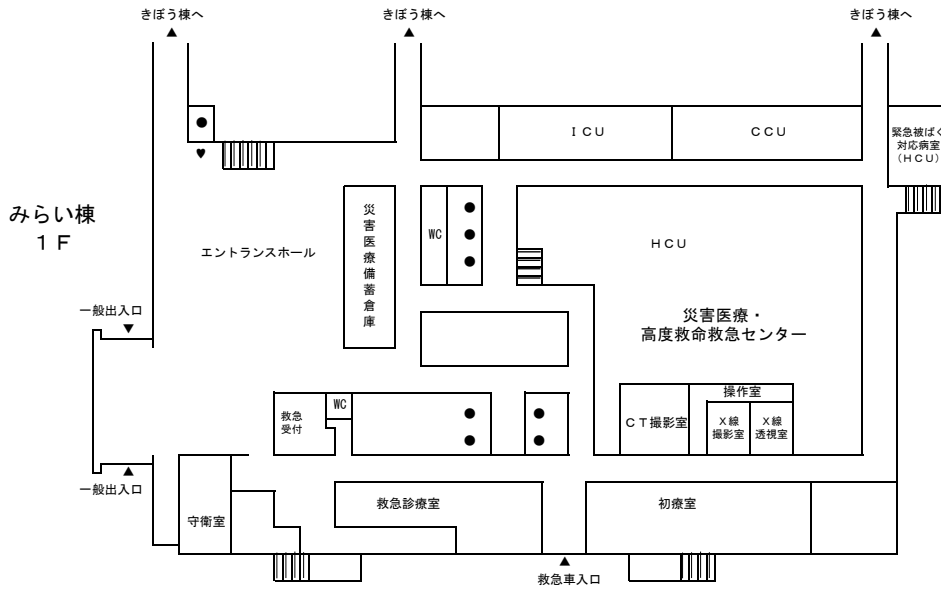 きぼう棟へ
きぼう棟へ
きぼう棟へ
ＩＣＵ
ＣＣＵ
緊急被ばく
対応病室
（ＨＣＵ）
みらい棟
１Ｆ
エントランスホール
災害医療備蓄倉庫
WC
ＨＣＵ
災害医療・
高度救命救急センター
一般出入口
操作室
ＣＴ撮影室
Ｘ線
撮影室
Ｘ線
透視室
救急
受付
WC
一般出入口
守衛室
救急診療室
初療室
救急車入口